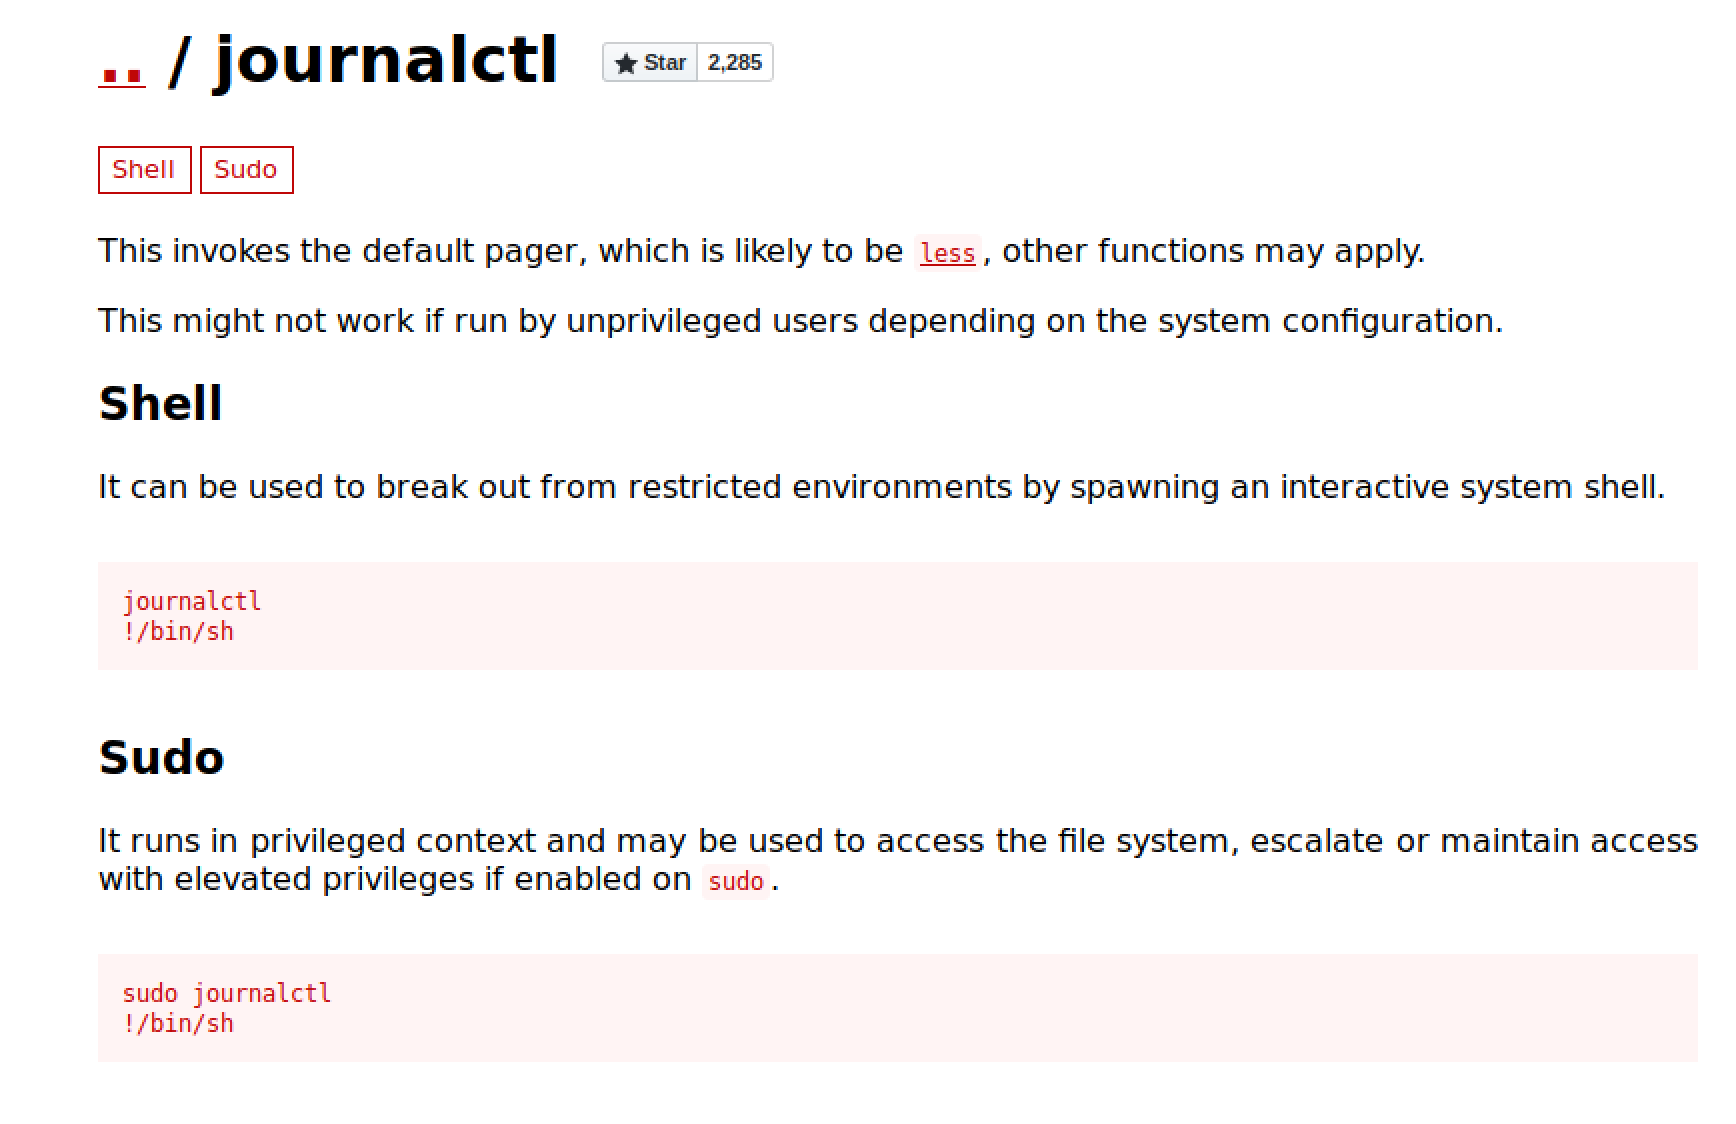 .. / journalctl
Star 2,285
Shell Sudo
This invokes the default pager, which is likely to be less, other functions may apply.
This might not work if run by unprivileged users depending on the system configuration.
Shell
It can be used to break out from restricted environments by spawning an interactive system shell.
journalctl
!/bin/sh
Sudo
It runs in privileged context and may be used to access the file system, escalate or maintain access
with elevated privileges if enabled on sudo.
sudo journalctl
!/bin/sh